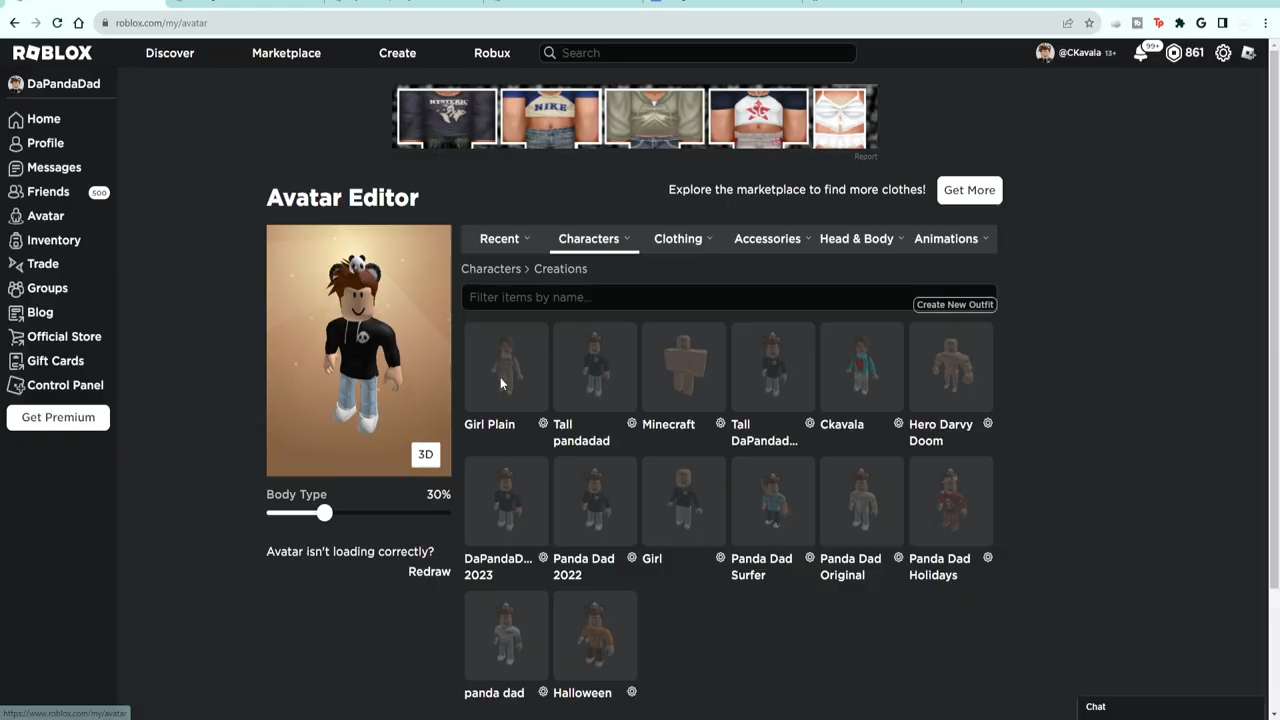 roblox.com/my/avatar
ROBLOX
Discover
Marketplace
Create
Robux
Search
@CKavala 13+
99+
861
DaPandaDad
Home
Profile
Messages
Friends
500
Avatar
Inventory
Trade
Groups
Blog
Official Store
Gift Cards
Control Panel
Get Premium
HYSTERIC
NIKE
Report
Avatar Editor
Explore the marketplace to find more clothes!
Get More
Recent
Characters
Clothing
Accessories
Head & Body
Animations
Characters > Creations
Filter items by name...
Create New Outfit
3D
Body Type
30%
Avatar isn't loading correctly?
Redraw
Girl Plain
Tall
pandadad
Minecraft
Tall
DaPandad...
Ckavala
Hero Darvy
Doom
DaPandaD...
2023
Panda Dad
2022
Girl
Panda Dad
Surfer
Panda Dad
Original
Panda Dad
Holidays
panda dad
Halloween
Chat
https://www.roblox.com/my/avatar